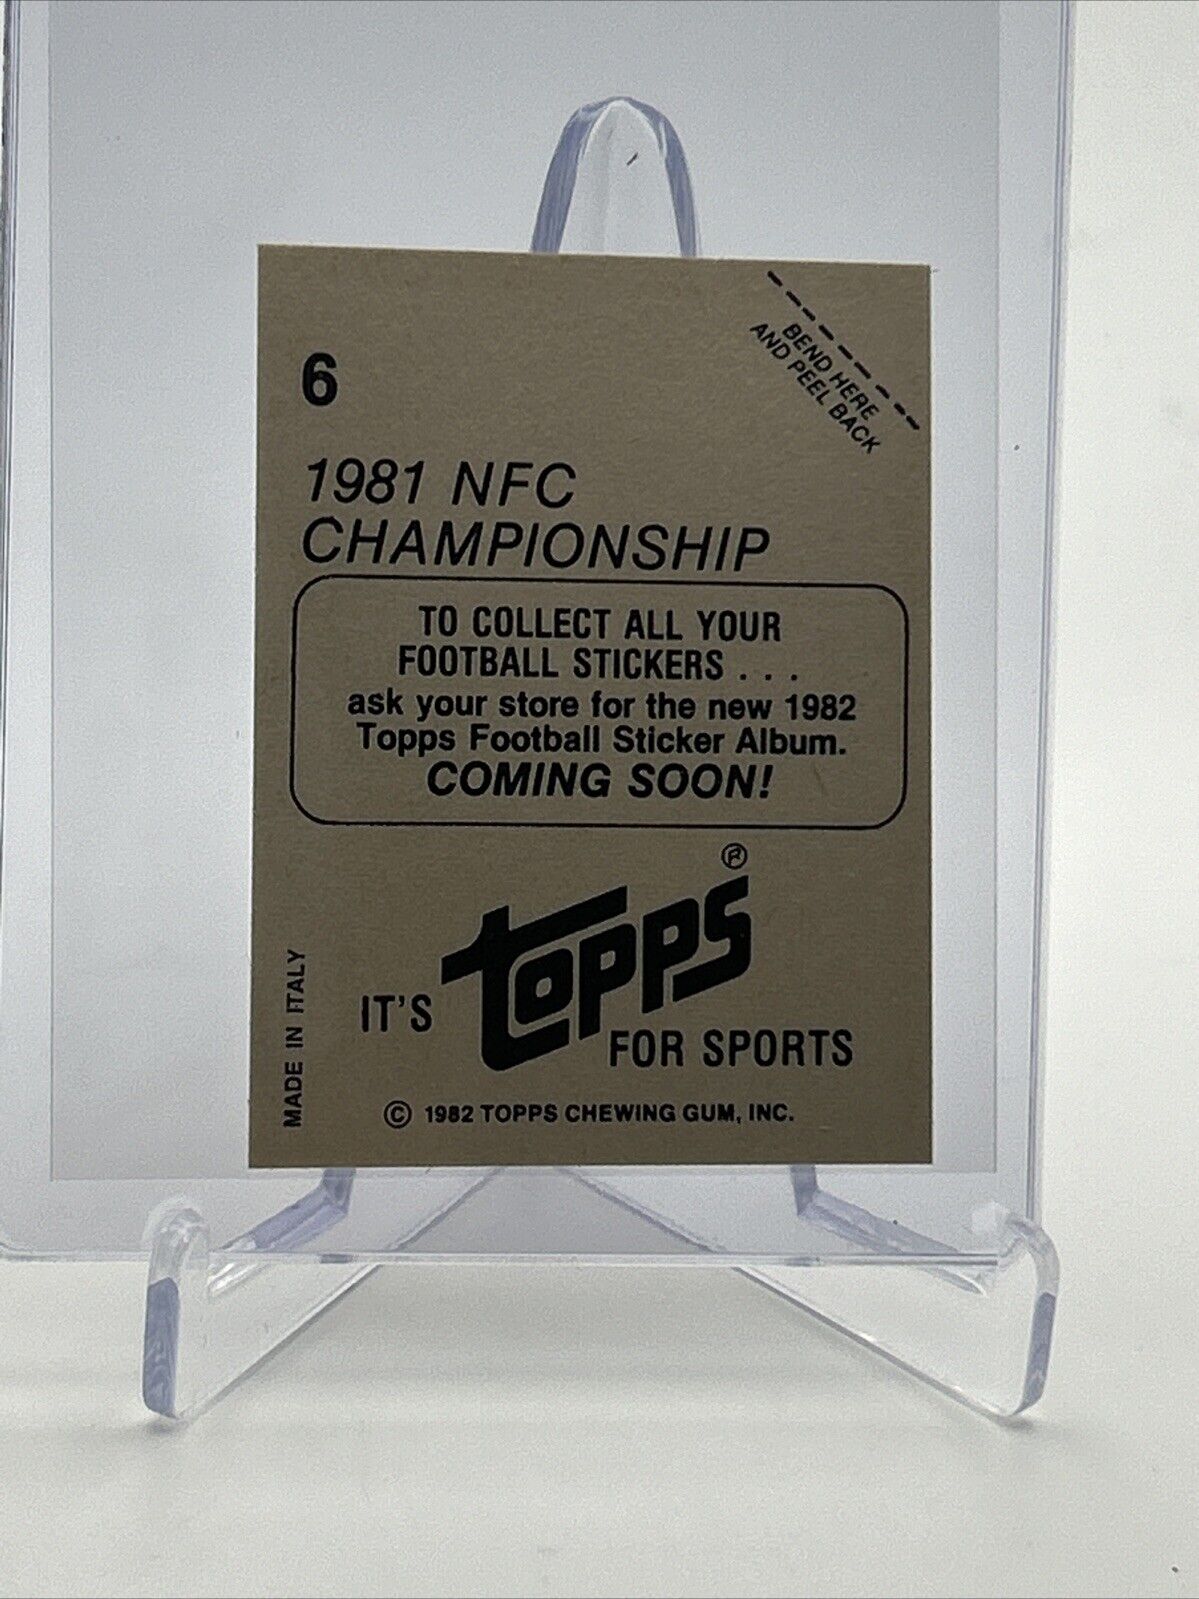 6
BEND HERE
AND PEEL BACK
1981 NFC
CHAMPIONSHIP
TO COLLECT ALL YOUR
FOOTBALL STICKERS . . .
ask your store for the new 1982
Topps Football Sticker Album.
COMING SOON!
IT'S topps® FOR SPORTS
MADE IN ITALY
© 1982 TOPPS CHEWING GUM, INC.